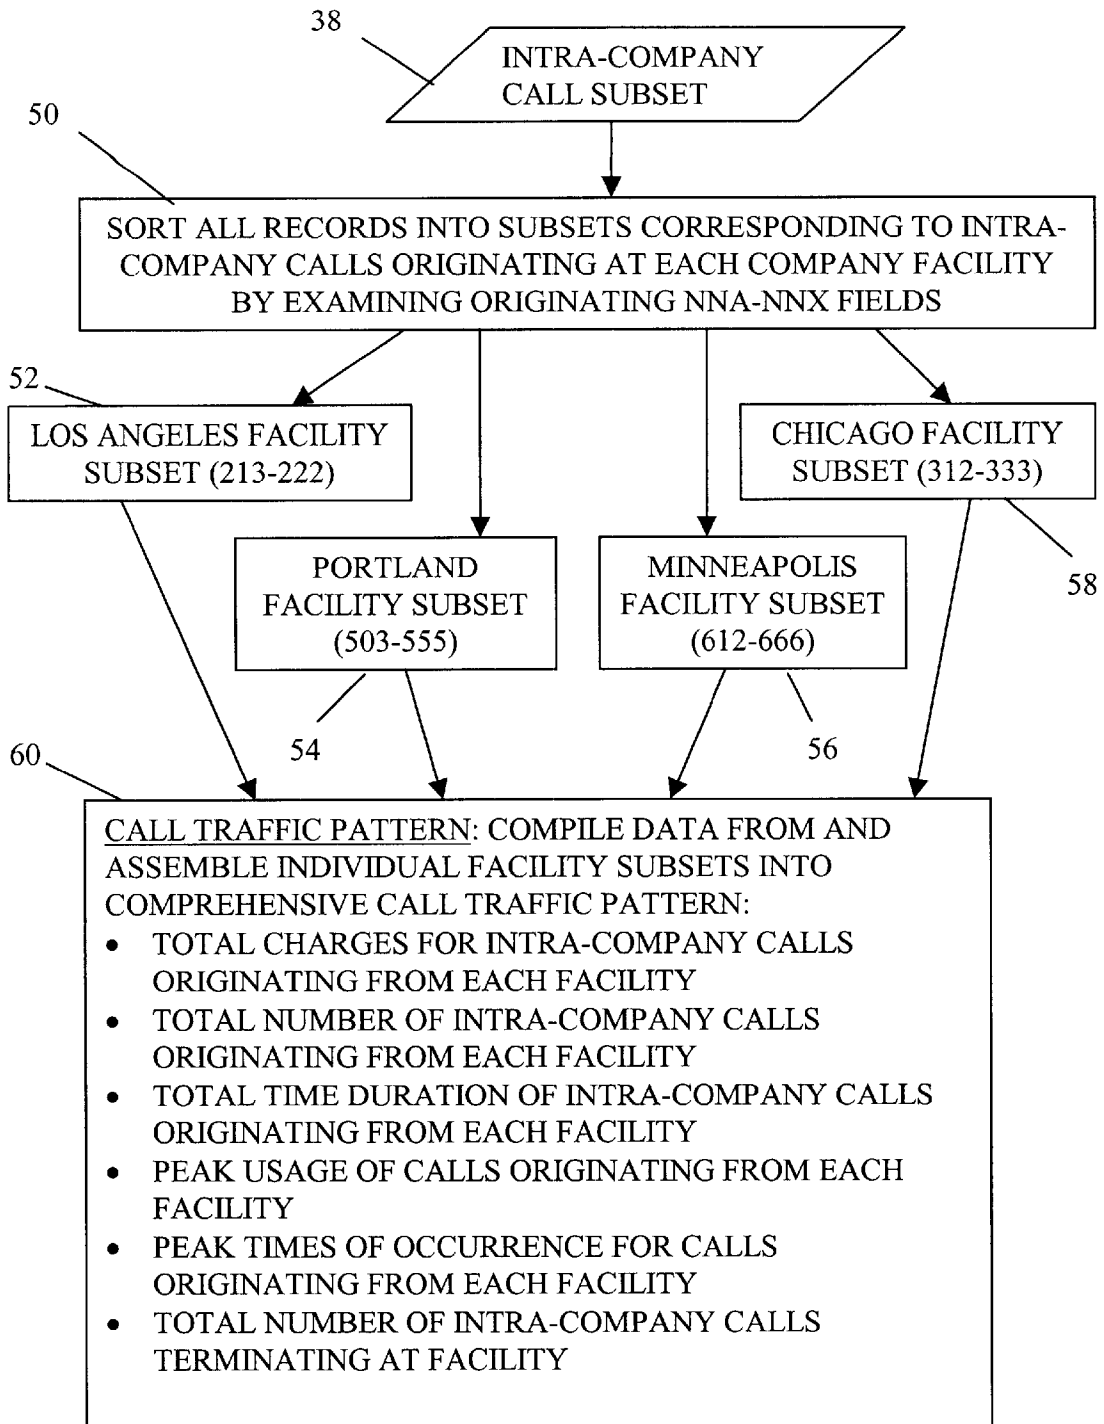 38
INTRA-COMPANY
CALL SUBSET
50
SORT ALL RECORDS INTO SUBSETS CORRESPONDING TO INTRA-
COMPANY CALLS ORIGINATING AT EACH COMPANY FACILITY
BY EXAMINING ORIGINATING NNA-NNX FIELDS
52
LOS ANGELES FACILITY
SUBSET (213-222)
CHICAGO FACILITY
SUBSET (312-333)
58
PORTLAND
FACILITY SUBSET
(503-555)
54
MINNEAPOLIS
FACILITY SUBSET
(612-666)
56
60
CALL TRAFFIC PATTERN: COMPILE DATA FROM AND
ASSEMBLE INDIVIDUAL FACILITY SUBSETS INTO
COMPREHENSIVE CALL TRAFFIC PATTERN:
• TOTAL CHARGES FOR INTRA-COMPANY CALLS
ORIGINATING FROM EACH FACILITY
• TOTAL NUMBER OF INTRA-COMPANY CALLS
ORIGINATING FROM EACH FACILITY
• TOTAL TIME DURATION OF INTRA-COMPANY CALLS
ORIGINATING FROM EACH FACILITY
• PEAK USAGE OF CALLS ORIGINATING FROM EACH
FACILITY
• PEAK TIMES OF OCCURRENCE FOR CALLS
ORIGINATING FROM EACH FACILITY
• TOTAL NUMBER OF INTRA-COMPANY CALLS
TERMINATING AT FACILITY